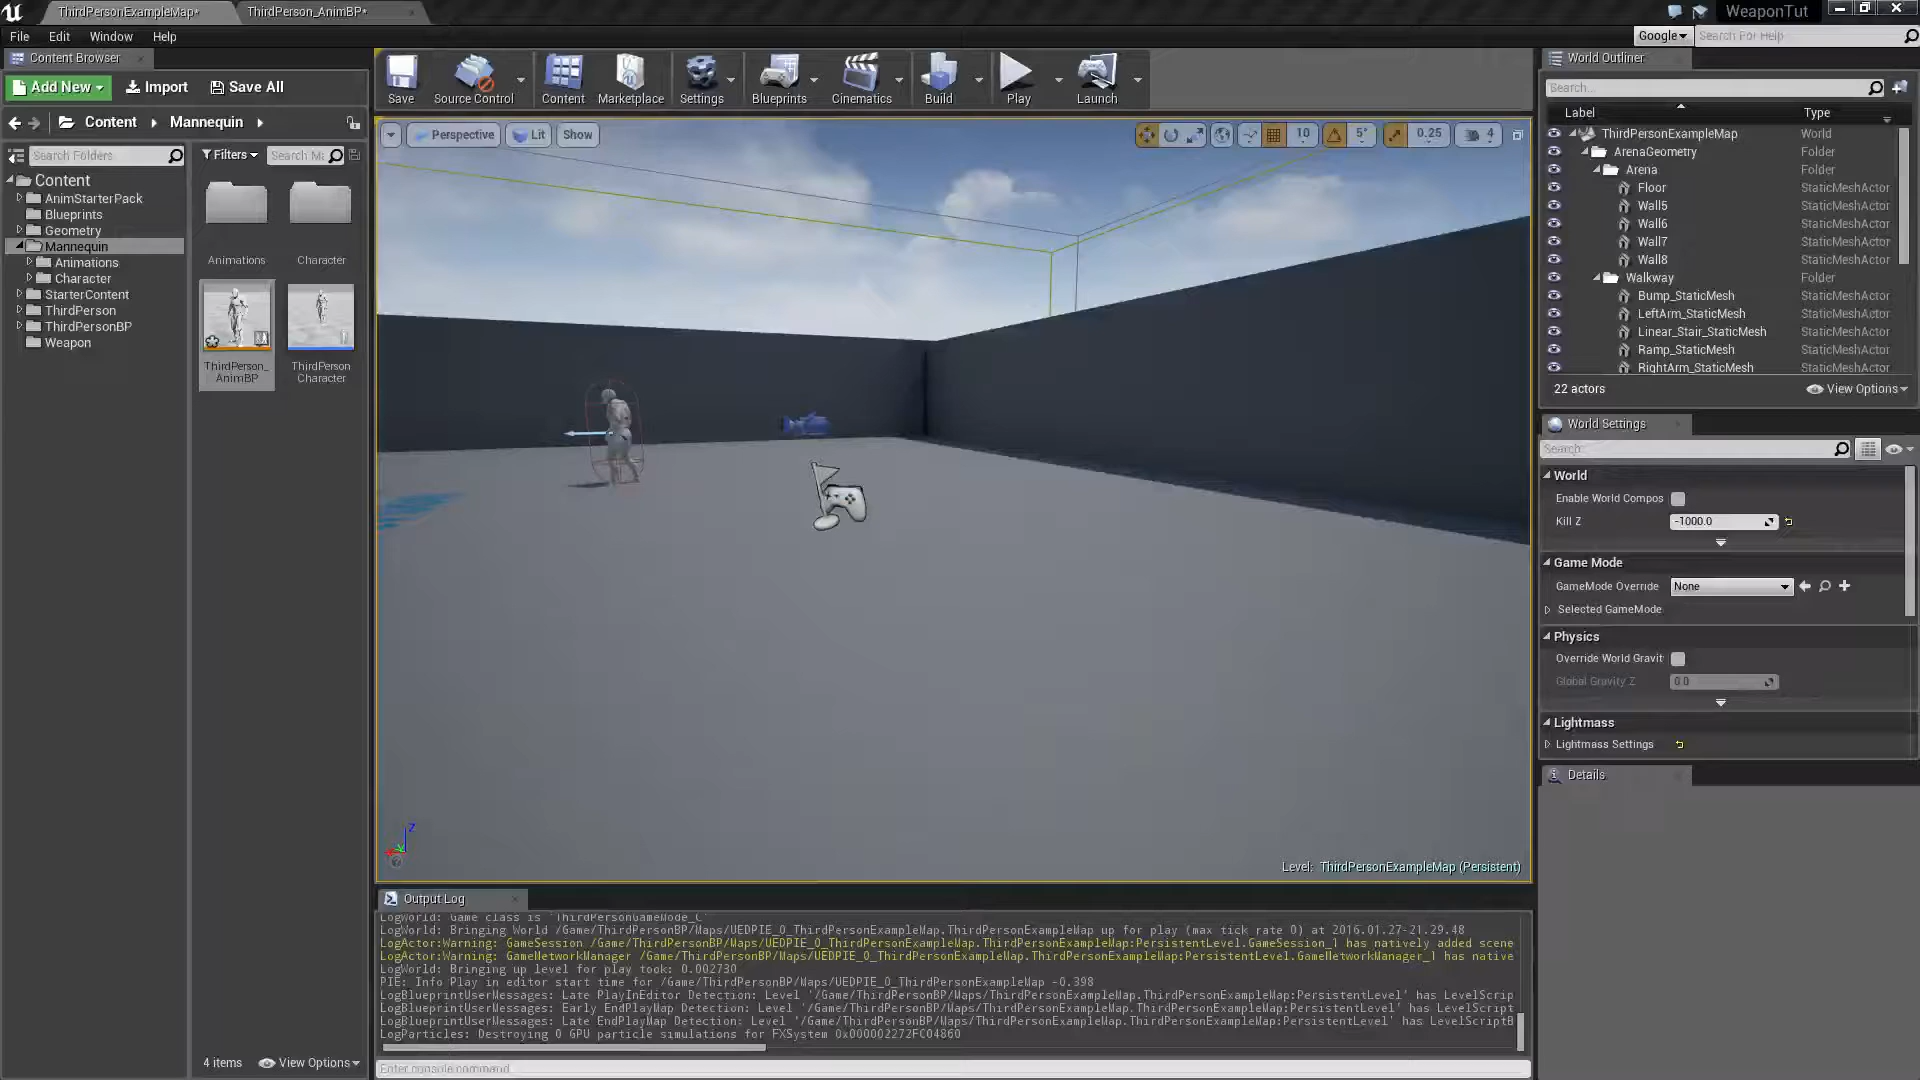 ThirdPersonExampleMap*
ThirdPerson_AnimBP*
WeaponTut
File Edit Window Help
Google
Search For Help
Content Browser
Add New
Import
Save All
Content
Mannequin
Search Folders
Filters
Content
AnimStarterPack
Blueprints
Geometry
Mannequin
Animations
Character
StarterContent
ThirdPerson
ThirdPersonBP
Weapon
Animations
Character
ThirdPerson_
AnimBP
ThirdPerson
Character
4 items
View Options
Save
Source Control
Content
Marketplace
Settings
Blueprints
Cinematics
Build
Play
Launch
Perspective
Lit
Show
10
5°
0.25
4
Z
Level: ThirdPersonExampleMap (Persistent)
Output Log
LogWorld: Game class is 'ThirdPersonGameMode_C'
LogWorld: Bringing World /Game/ThirdPersonBP/Maps/UEDPIE_0_ThirdPersonExampleMap.ThirdPersonExampleMap up for play (max tick rate 0) at 2016.01.27-21.29.48
LogActor:Warning: GameSession /Game/ThirdPersonBP/Maps/UEDPIE_0_ThirdPersonExampleMap.ThirdPersonExampleMap:PersistentLevel.GameSession_1 has natively added scene
LogActor:Warning: GameNetworkManager /Game/ThirdPersonBP/Maps/UEDPIE_0_ThirdPersonExampleMap.ThirdPersonExampleMap:PersistentLevel.GameNetworkManager_1 has native
LogWorld: Bringing up level for play took: 0.002730
PIE: Info Play in editor start time for /Game/ThirdPersonBP/Maps/UEDPIE_0_ThirdPersonExampleMap -0.398
LogBlueprintUserMessages: Late PlayInEditor Detection: Level '/Game/ThirdPersonBP/Maps/ThirdPersonExampleMap.ThirdPersonExampleMap:PersistentLevel' has LevelScrip
LogBlueprintUserMessages: Early EndPlayMap Detection: Level '/Game/ThirdPersonBP/Maps/ThirdPersonExampleMap.ThirdPersonExampleMap:PersistentLevel' has LevelScript
LogBlueprintUserMessages: Late EndPlayMap Detection: Level '/Game/ThirdPersonBP/Maps/ThirdPersonExampleMap.ThirdPersonExampleMap:PersistentLevel' has LevelScriptB
LogParticles: Destroying 0 GPU particle simulations for FXSystem 0x000002272FC04860
Enter console command
World Outliner
Search...
Label Type
ThirdPersonExampleMap World
ArenaGeometry Folder
Arena Folder
Floor StaticMeshActor
Wall5 StaticMeshActor
Wall6 StaticMeshActor
Wall7 StaticMeshActor
Wall8 StaticMeshActor
Walkway Folder
Bump_StaticMesh StaticMeshActor
LeftArm_StaticMesh StaticMeshActor
Linear_Stair_StaticMesh StaticMeshActor
Ramp_StaticMesh StaticMeshActor
RightArm_StaticMesh StaticMeshActor
22 actors
View Options
World Settings
Search
World
Enable World Compos
Kill Z -1000.0
Game Mode
GameMode Override None
Selected GameMode
Physics
Override World Gravit
Global Gravity Z 0.0
Lightmass
Lightmass Settings
Details